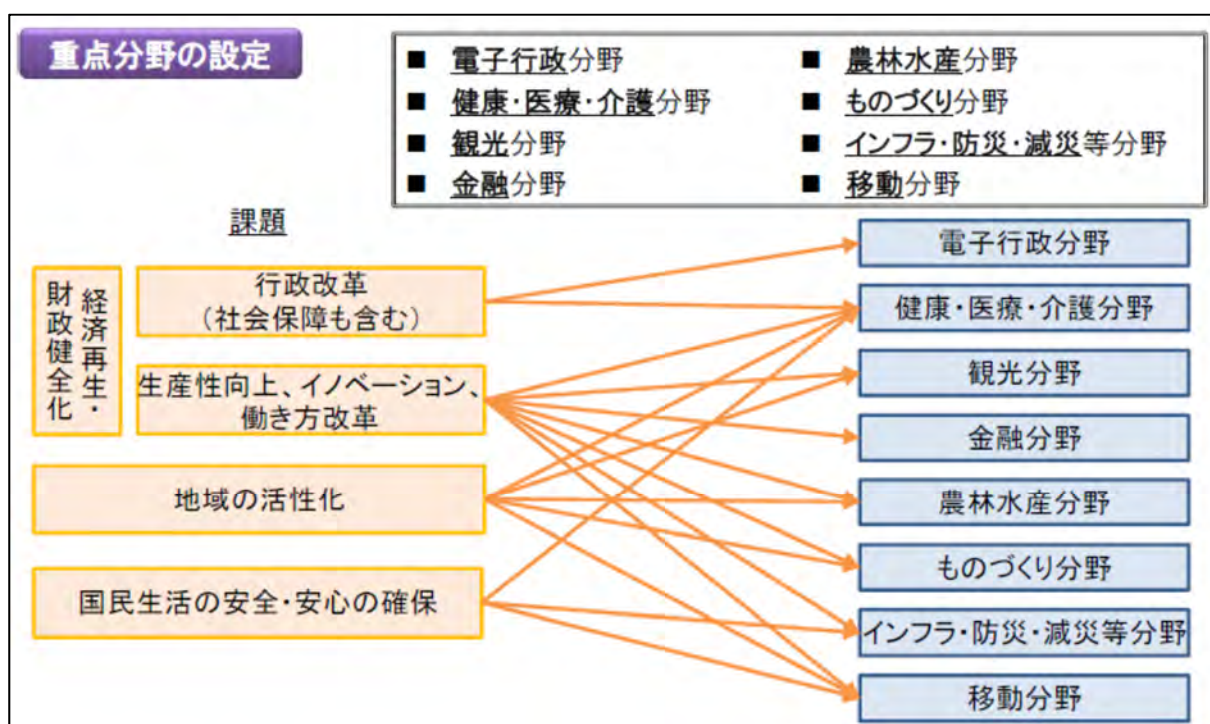 重点分野の設定
■ 電子行政分野
■ 健康・医療・介護分野
■ 観光分野
■ 金融分野
■ 農林水産分野
■ ものづくり分野
■ インフラ・防災・減災等分野
■ 移動分野
課題
経済再生・
財政健全化
行政改革
（社会保障も含む）
生産性向上、イノベーション、
働き方改革
地域の活性化
国民生活の安全・安心の確保
電子行政分野
健康・医療・介護分野
観光分野
金融分野
農林水産分野
ものづくり分野
インフラ・防災・減災等分野
移動分野